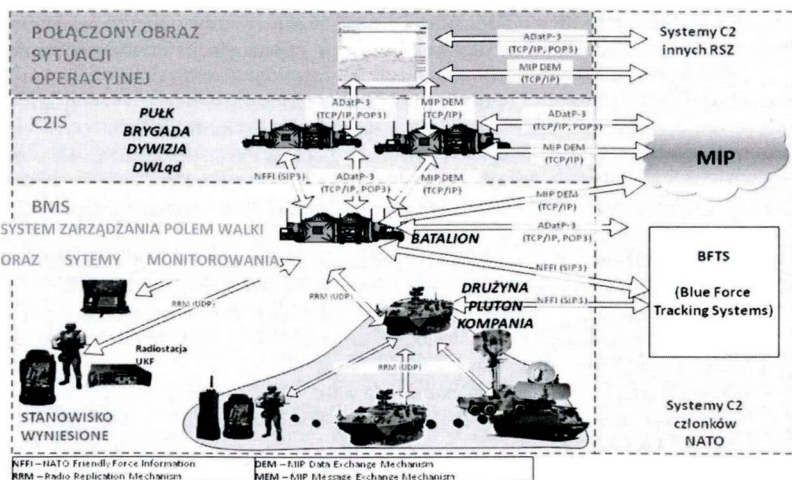 POŁĄCZONY OBRAZ
SYTUACJI
OPERACYJNEJ
ADatP-3
(TCP/IP, POP3)
MIP DEM
(TCP/IP)
Systemy C2
innych RSZ
C2IS
PUŁK
BRYGADA
DYWIZJA
DWLąd
ADatP-3
(TCP/IP, POP3)
MIP DEM
(TCP/IP)
ADatP-3
(TCP/IP, POP3)
MIP DEM
(TCP/IP)
MIP
NFFI (SIP3)
ADatP-3
(TCP/IP, POP3)
MIP DEM
(TCP/IP)
MIP DEM
(TCP/IP)
BMS
SYSTEM ZARZĄDZANIA POLEM WALKI
ORAZ SYTEMY MONITOROWANIA
BATALION
ADatP-3
(TCP/IP, POP3)
NFFI (SIP3)
BFTS
(Blue Force
Tracking Systems)
RRM (UDP)
RRM (UDP)
DRUŻYNA
PLUTON
KOMPANIA
NFFI (SIP3)
Radiostacja
UKF
RRM (UDP)
STANOWISKO
WYNIESIONE
Systemy C2
członków
NATO
NFFI – NATO Friendly Force Information
RRM – Radio Replication Mechanism
DEM – MIP Data Exchange Mechanism
MEM – MIP Message Exchange Mechanism